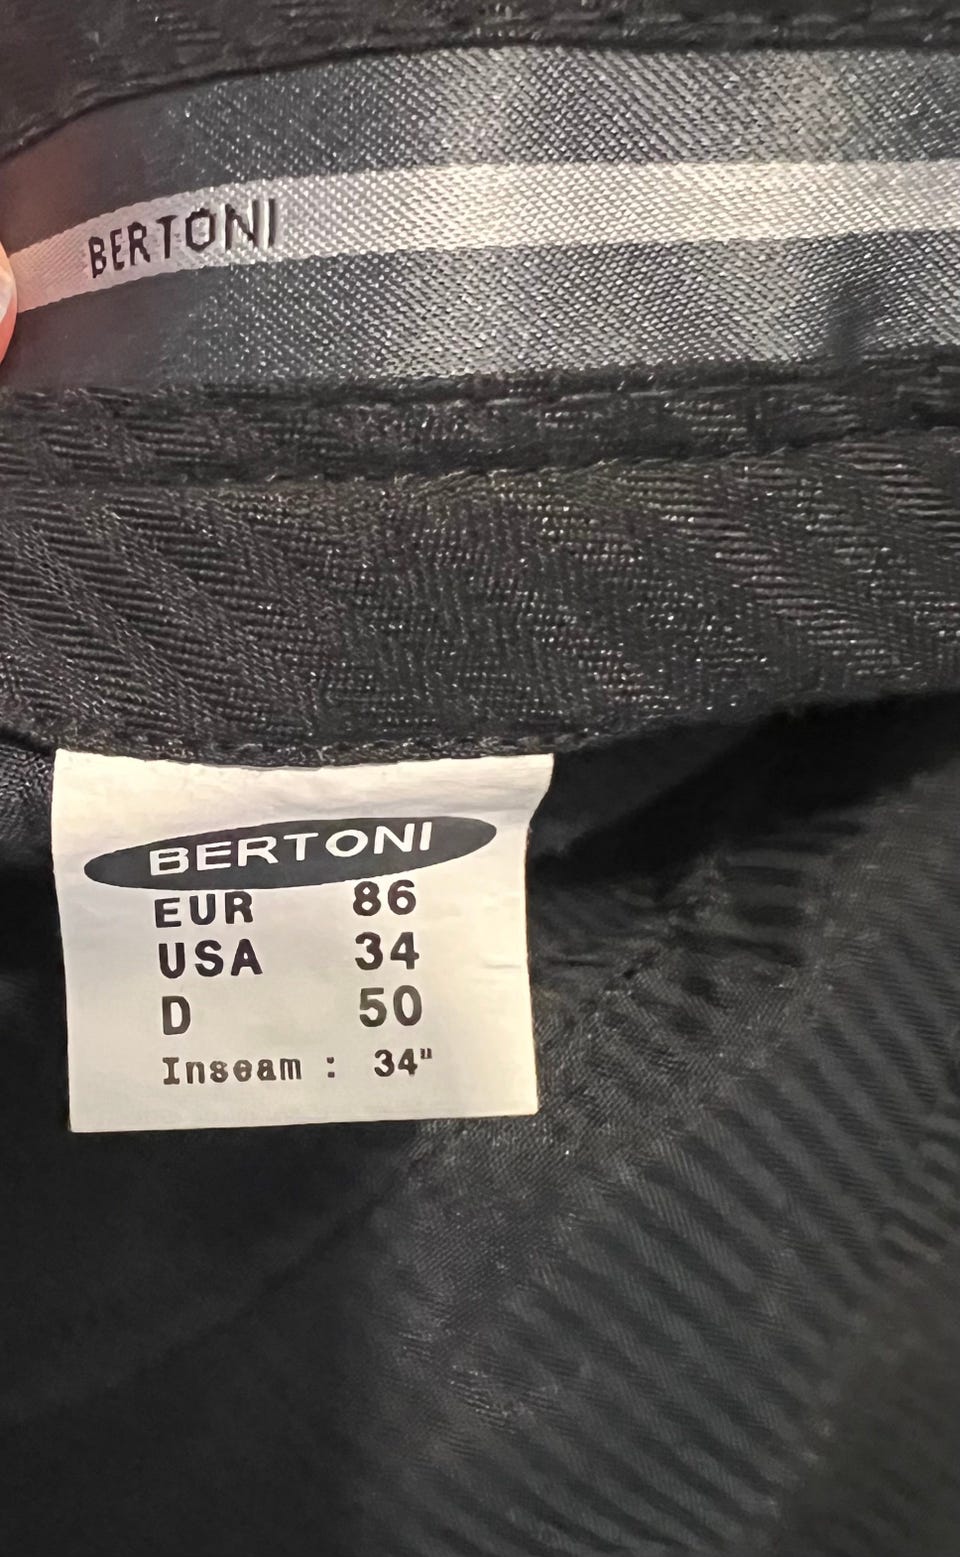 BERTONI
BERTONI
EUR 86
USA 34
D 50
Inseam : 34"